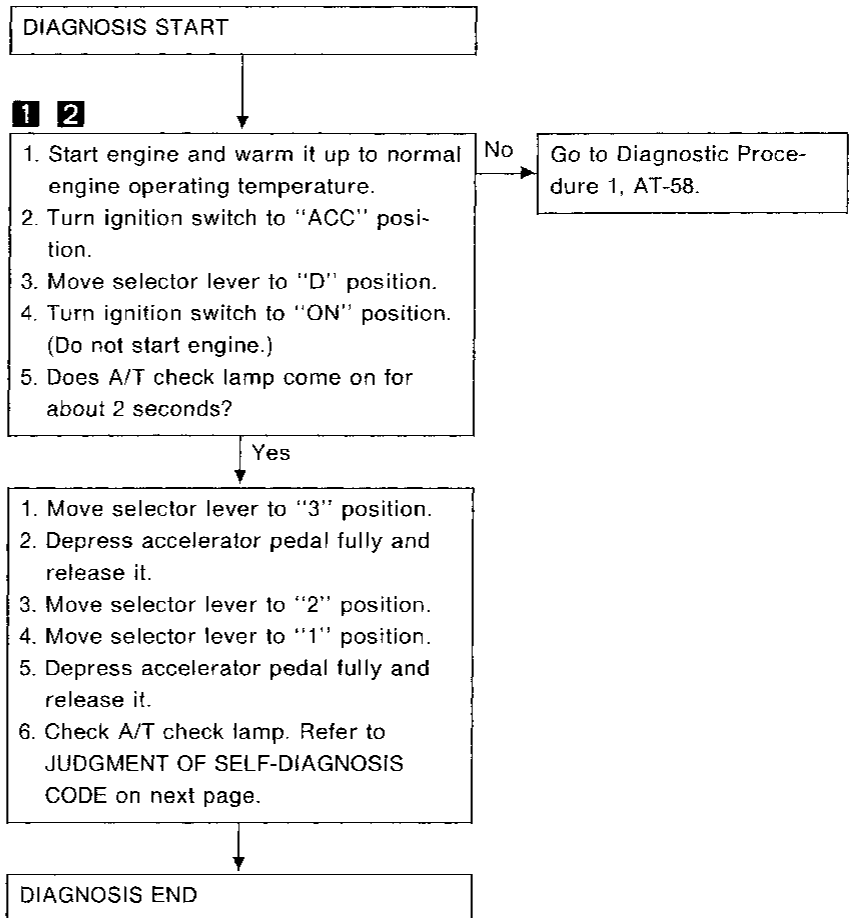 DIAGNOSIS START
1 2
1. Start engine and warm it up to normal
engine operating temperature.
2. Turn ignition switch to "ACC" posi-
tion.
3. Move selector lever to "D" position.
4. Turn ignition switch to "ON" position.
(Do not start engine.)
5. Does A/T check lamp come on for
about 2 seconds?
No
Go to Diagnostic Proce-
dure 1, AT-58.
Yes
1. Move selector lever to "3" position.
2. Depress accelerator pedal fully and
release it.
3. Move selector lever to "2" position.
4. Move selector lever to "1" position.
5. Depress accelerator pedal fully and
release it.
6. Check A/T check lamp. Refer to
JUDGMENT OF SELF-DIAGNOSIS
CODE on next page.
DIAGNOSIS END